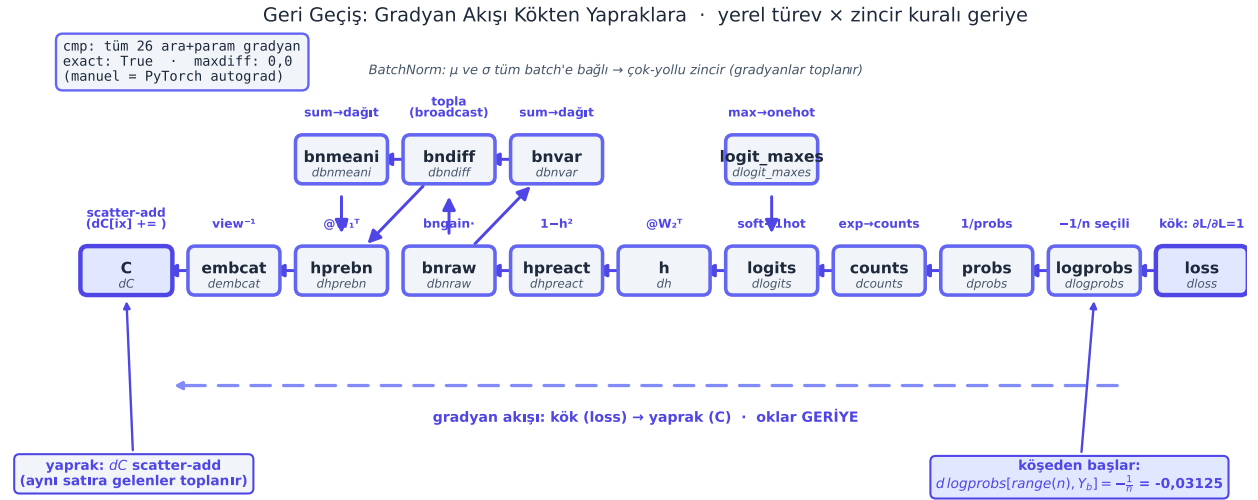 Geri Geçiş: Gradyan Akışı Kökten Yapraklara · yerel türev × zincir kuralı geriye
cmp: tüm 26 ara+param gradyan
exact: True · maxdiff: 0,0
(manuel = PyTorch autograd)
BatchNorm: μ ve σ tüm batch'e bağlı → çok-yollu zincir (gradyanlar toplanır)
sum→dağıt
topla
(broadcast)
sum→dağıt
max→onehot
bnmeani
dbnmeani
bndiff
dbndiff
bnvar
dbnvar
logit_maxes
dlogit_maxes
scatter-add
(dC[ix] += )
view⁻¹
@W₁ᵀ
bngain·
1−h²
@W₂ᵀ
exp→counts
1/probs
−1/n seçili
kök: ∂L/∂L=1
C
dC
embcat
dembcat
hprebn
dhprebn
bnraw
dbnraw
hpreact
dhpreact
h
dh
logits
dlogits
counts
dcounts
probs
dprobs
logprobs
dlogprobs
loss
dloss
gradyan akışı: kök (loss) → yaprak (C) · oklar GERİYE
yaprak: dC scatter-add
(aynı satıra gelenler toplanır)
köşeden başlar:
d logprobs[range(n), Y_b] = −1/n = -0,03125